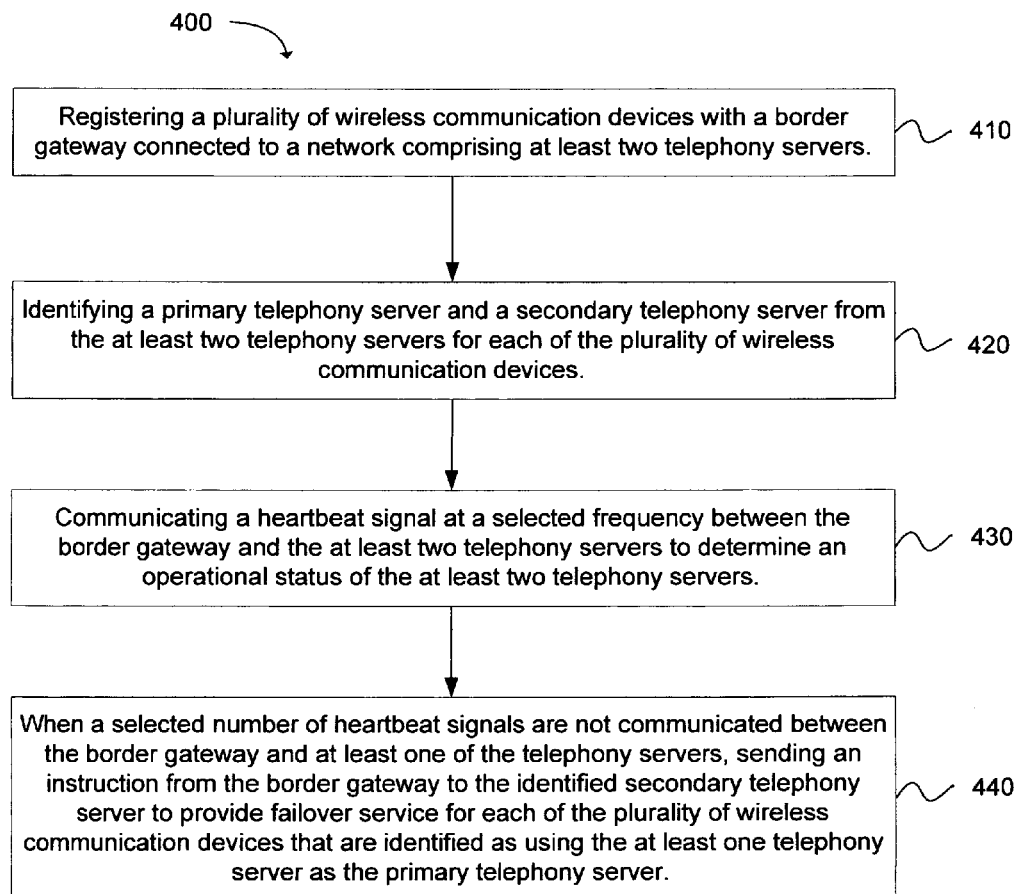 400
Registering a plurality of wireless communication devices with a border
gateway connected to a network comprising at least two telephony servers.
410
Identifying a primary telephony server and a secondary telephony server from
the at least two telephony servers for each of the plurality of wireless
communication devices.
420
Communicating a heartbeat signal at a selected frequency between the
border gateway and the at least two telephony servers to determine an
operational status of the at least two telephony servers.
430
When a selected number of heartbeat signals are not communicated between
the border gateway and at least one of the telephony servers, sending an
instruction from the border gateway to the identified secondary telephony
server to provide failover service for each of the plurality of wireless
communication devices that are identified as using the at least one telephony
server as the primary telephony server.
440